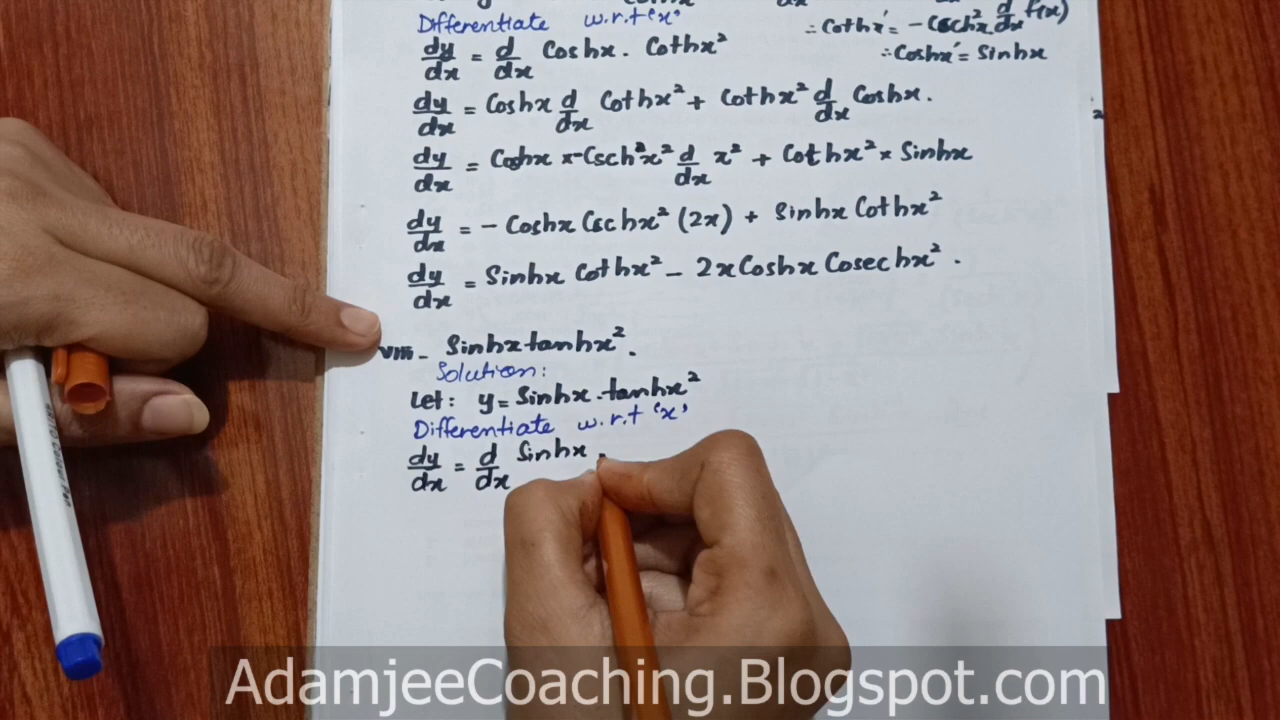 Differentiate w.r.t 'x'
∴ Cothx' = -Csch²x d/dx f(x)
dy/dx = d/dx Coshx . Cothx²
∴ Coshx' = Sinhx
dy/dx = Coshx d/dx Cothx² + Cothx² d/dx Coshx.
dy/dx = Coshx x -Csch²x² d/dx x² + Cothx² x Sinhx
dy/dx = - Coshx Cschx² (2x) + Sinhx Cothx²
dy/dx = Sinhx Cothx² - 2x Coshx Cosechx² .
viii - Sinhx tanhx² .
Solution:
Let: y = Sinhx . tanhx²
Differentiate w.r.t 'x'
dy/dx = d/dx Sinhx .
AdamjeeCoaching.Blogspot.com